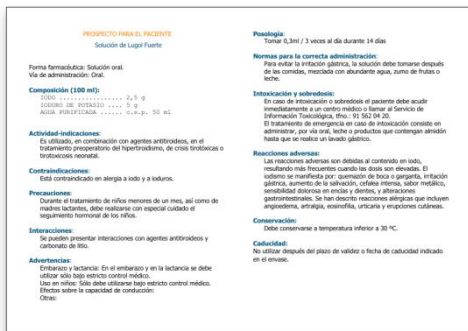 PROSPECTO PARA EL PACIENTE
Solución de Lugol Fuerte
Forma farmacéutica: Solución oral.
Vía de administración: Oral.
Composición (100 ml):
IODO ................. 2,5 g
IODURO DE POTASIO .... 5 g
AGUA PURIFICADA ...... c.s.p. 50 ml
Actividad-indicaciones:
Es utilizado, en combinación con agentes antitiroideos, en el
tratamiento preoperatorio del hipertiroidismo, de crisis tirotóxicas o
tirotoxicosis neonatal.
Contraindicaciones:
Está contraindicado en alergia a iodo y a ioduros.
Precauciones:
Durante el tratamiento de niños menores de un mes, así como de
madres lactantes, debe realizarse con especial cuidado el
seguimiento hormonal de los niños.
Interacciones:
Se pueden presentar interacciones con agentes antitiroideos y
carbonato de litio.
Advertencias:
Embarazo y lactancia: En el embarazo y en la lactancia se debe
utilizar sólo bajo estricto control médico.
Uso en niños: Sólo debe utilizarse bajo estricto control médico.
Efectos sobre la capacidad de conducción:
Otras:
Posología:
Tomar 0,3ml / 3 veces al día durante 14 días
Normas para la correcta administración:
Para evitar la irritación gástrica, la solución debe tomarse después
de las comidas, mezclada con abundante agua, zumo de frutas o
leche.
Intoxicación y sobredosis:
En caso de intoxicación o sobredosis el paciente debe acudir
inmediatamente a un centro médico o llamar al Servicio de
Información Toxicológica, tfno.: 91 562 04 20.
El tratamiento de emergencia en caso de intoxicación consiste en
administrar, por vía oral, leche o productos que contengan almidón
hasta que se realice un lavado gástrico.
Reacciones adversas:
Las reacciones adversas son debidas al contenido en iodo,
resultando más frecuentes cuando las dosis son elevadas. El
iodismo se manifiesta por: quemazón de boca o garganta, irritación
gástrica, aumento de la salivación, cefalea intensa, sabor metálico,
sensibilidad dolorosa en encías y dientes, y alteraciones
gastrointestinales. Se han descrito reacciones alérgicas que incluyen
angioedema, artralgia, eosinofilia, urticaria y erupciones cutáneas.
Conservación:
Debe conservarse a temperatura inferior a 30 ºC.
Caducidad:
No utilizar después del plazo de validez o fecha de caducidad indicado
en el envase.